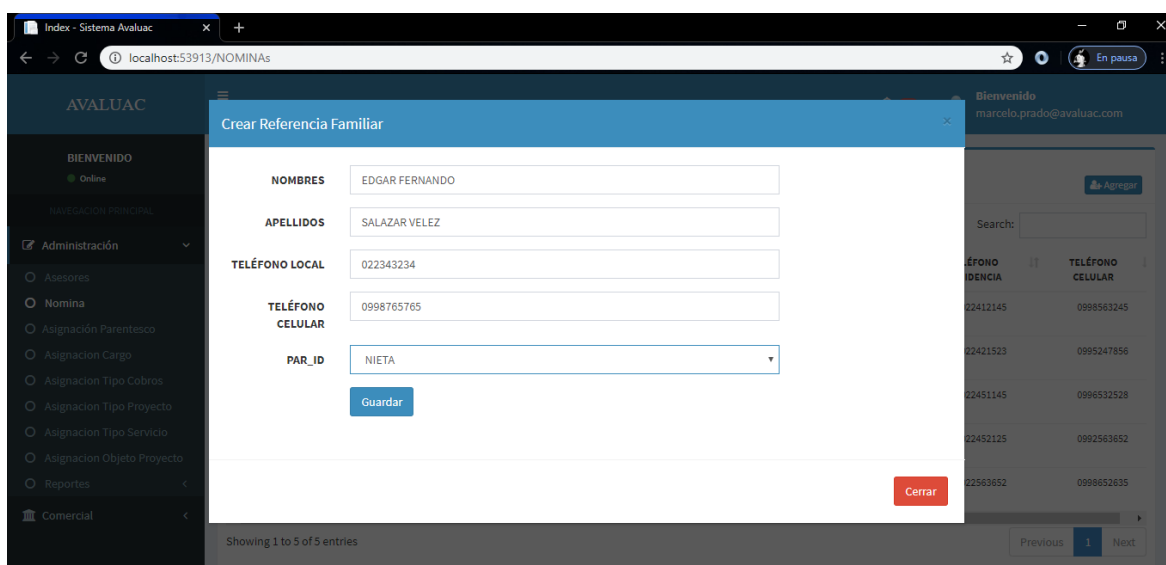 Index - Sistema Avaluac
localhost:53913/NOMINAs
En pausa
AVALUAC
Bienvenido
marcelo.prado@avaluac.com
Crear Referencia Familiar
×
BIENVENIDO
Online
NAVEGACIÓN PRINCIPAL
Administración
Asesores
Nomina
Asignación Parentesco
Asignacion Cargo
Asignacion Tipo Cobros
Asignacion Tipo Proyecto
Asignacion Tipo Servicio
Asignacion Objeto Proyecto
Reportes
Comercial
NOMBRES EDGAR FERNANDO
APELLIDOS SALAZAR VELEZ
TELÉFONO LOCAL 022343234
TELÉFONO CELULAR 0998765765
PAR_ID NIETA
Guardar
Cerrar
Agregar
Search:
ÉFONO
IDENCIA
TELÉFONO
CELULAR
22412145 0998563245
22421523 0995247856
22451145 0996532528
22452125 0992563652
22563652 0998652635
Showing 1 to 5 of 5 entries
Previous 1 Next